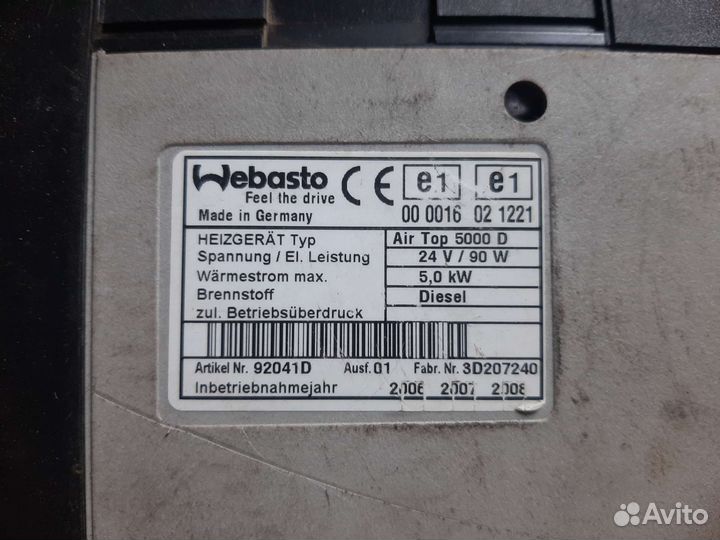 Webasto
Feel the drive
Made in Germany
CE
e1 e1
00 0016 02 1221
HEIZGERÄT Typ Air Top 5000 D
Spannung / El. Leistung 24 V / 90 W
Wärmestrom max. 5,0 kW
Brennstoff Diesel
zul. Betriebsüberdruck
Artikel Nr. 92041D Ausf. 01 Fabr. Nr. 3D207240
Inbetriebnahmejahr 2006 2007 2008
Avito